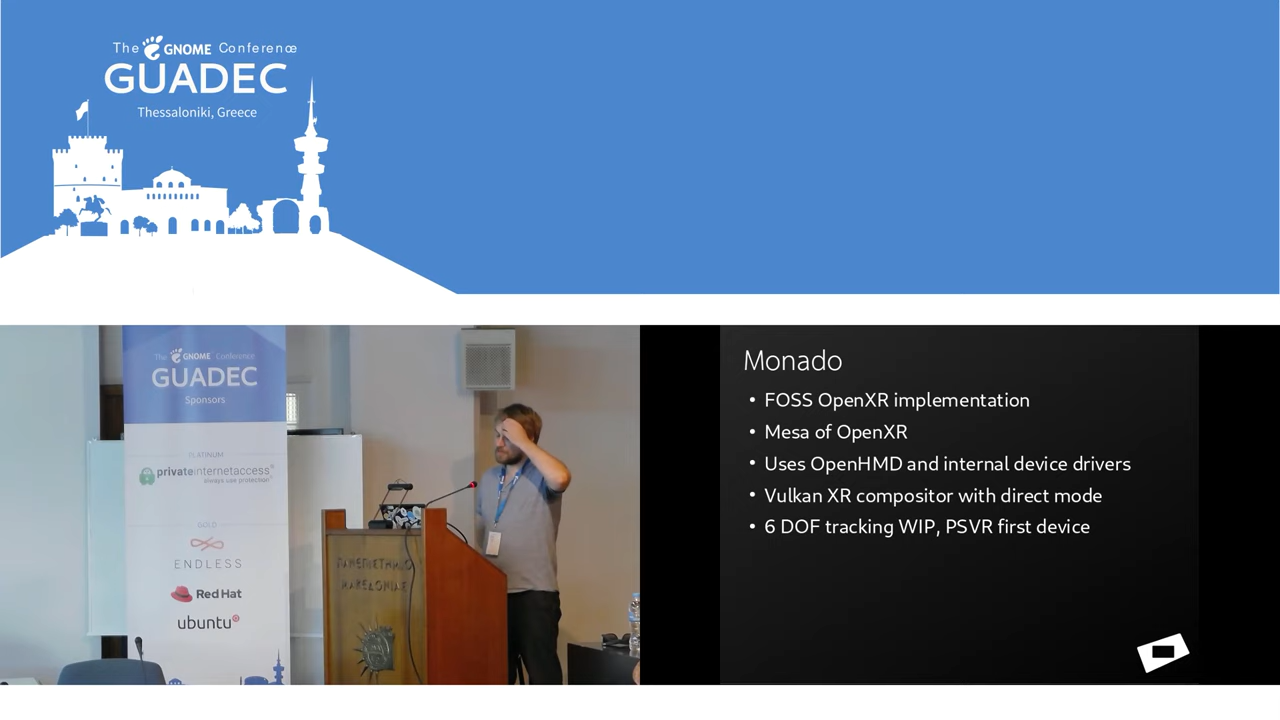 The GNOME Conference
GUADEC
Thessaloniki, Greece
The GNOME Conference
GUADEC
Sponsors
PLATINUM
privateinternetaccess®
always use protection®
GOLD
ENDLESS
Red Hat
ubuntu®
ΠΑΝΕΠΙΣΤΗΜΙΟ
ΜΑΚΕΔΟΝΙΑΣ
Monado
• FOSS OpenXR implementation
• Mesa of OpenXR
• Uses OpenHMD and internal device drivers
• Vulkan XR compositor with direct mode
• 6 DOF tracking WIP, PSVR first device